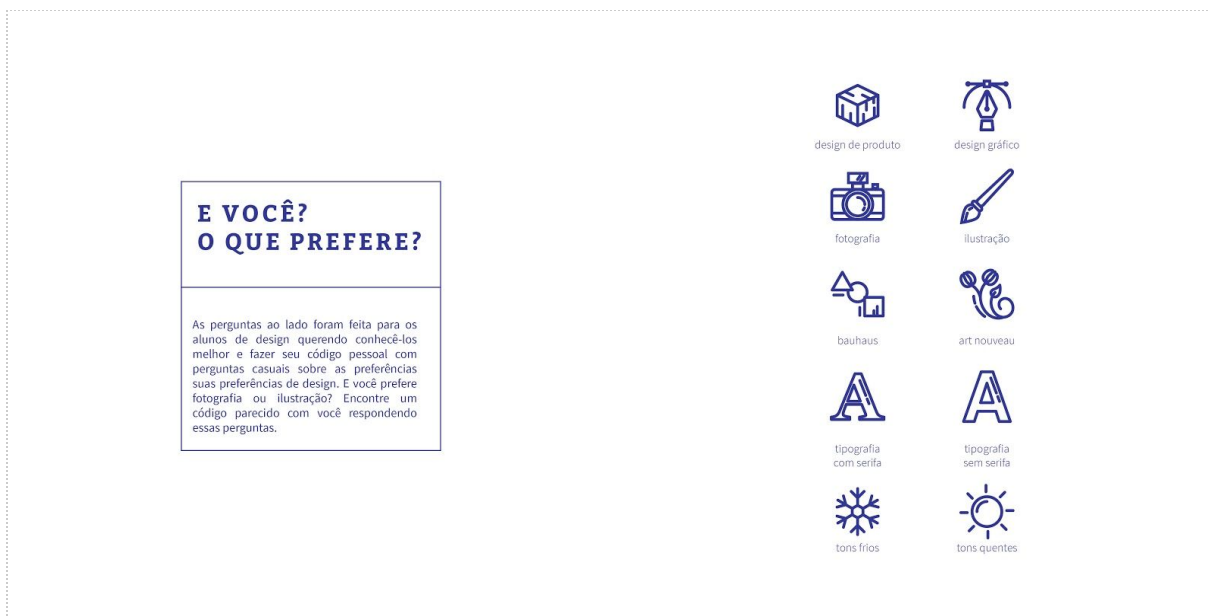 E VOCÊ?
O QUE PREFERE?
As perguntas ao lado foram feita para os
alunos de design querendo conhecê-los
melhor e fazer seu código pessoal com
perguntas casuais sobre as preferências
suas preferências de design. E você prefere
fotografia ou ilustração? Encontre um
código parecido com você respondendo
essas perguntas.
design de produto
design gráfico
fotografia
ilustração
bauhaus
art nouveau
tipografia
com serifa
tipografia
sem serifa
tons frios
tons quentes